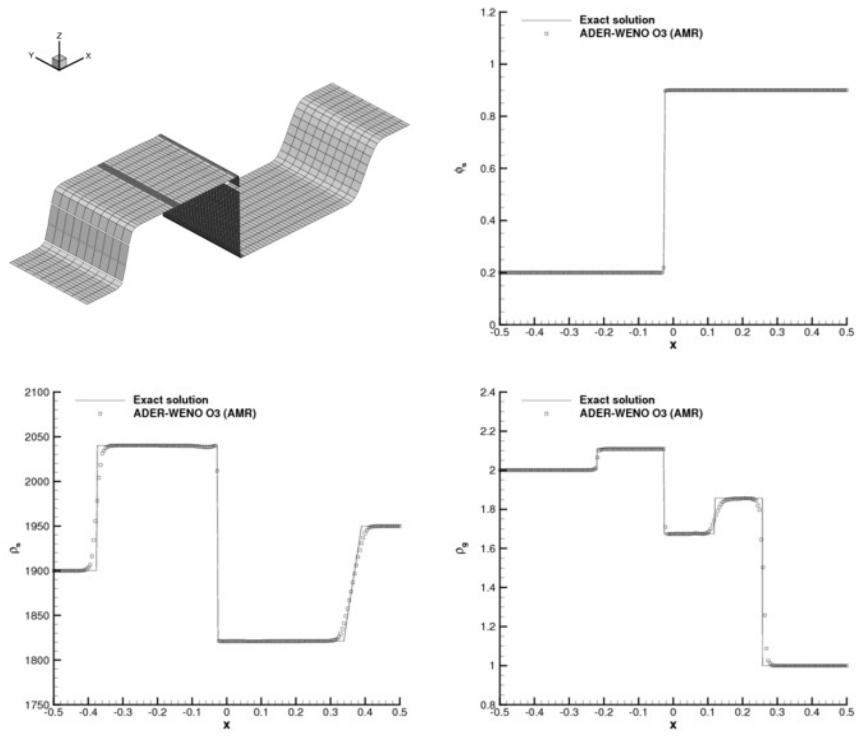 Z
Y
X
Exact solution
ADER-WENO O3 (AMR)
1.2
1
0.8
0.6
0.4
0.2
0
ϕs
-0.5 -0.4 -0.3 -0.2 -0.1 0 0.1 0.2 0.3 0.4 0.5
x
Exact solution
ADER-WENO O3 (AMR)
2100
2050
2000
1950
1900
1850
1800
1750
ρs
-0.5 -0.4 -0.3 -0.2 -0.1 0 0.1 0.2 0.3 0.4 0.5
x
Exact solution
ADER-WENO O3 (AMR)
2.4
2.2
2
1.8
1.6
1.4
1.2
1
0.8
ρg
-0.5 -0.4 -0.3 -0.2 -0.1 0 0.1 0.2 0.3 0.4 0.5
x